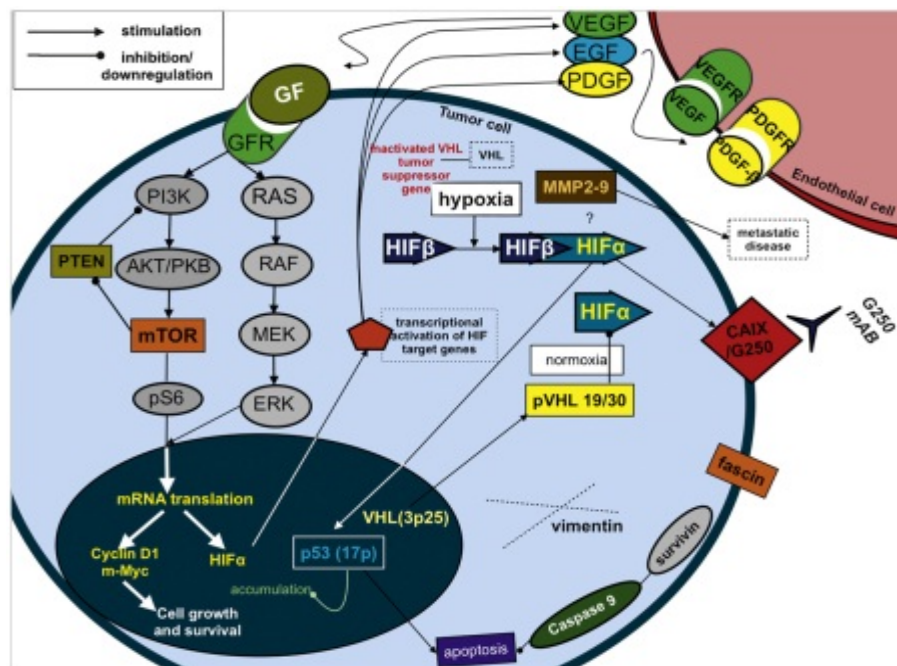 stimulation
inhibition/
downregulation
VEGF
EGF
PDGF
GF
GFR
Tumor cell
VEGFR
VEGF
PDGFR
PDGF-β
Endothelial cell
inactivated VHL
tumor
suppressor
gene
VHL
MMP2-9
metastatic
disease
PI3K
RAS
hypoxia
?
HIFβ
HIFβ
HIFα
PTEN
AKT/PKB
RAF
mTOR
MEK
transcriptional
activation of HIF
target genes
HIFα
normoxia
CAIX
/G250
G250
mAB
pS6
ERK
pVHL 19/30
fascin
mRNA translation
VHL(3p25)
vimentin
Cyclin D1
m-Myc
HIFα
p53 (17p)
survivin
accumulation
Cell growth
and survival
Caspase 9
apoptosis